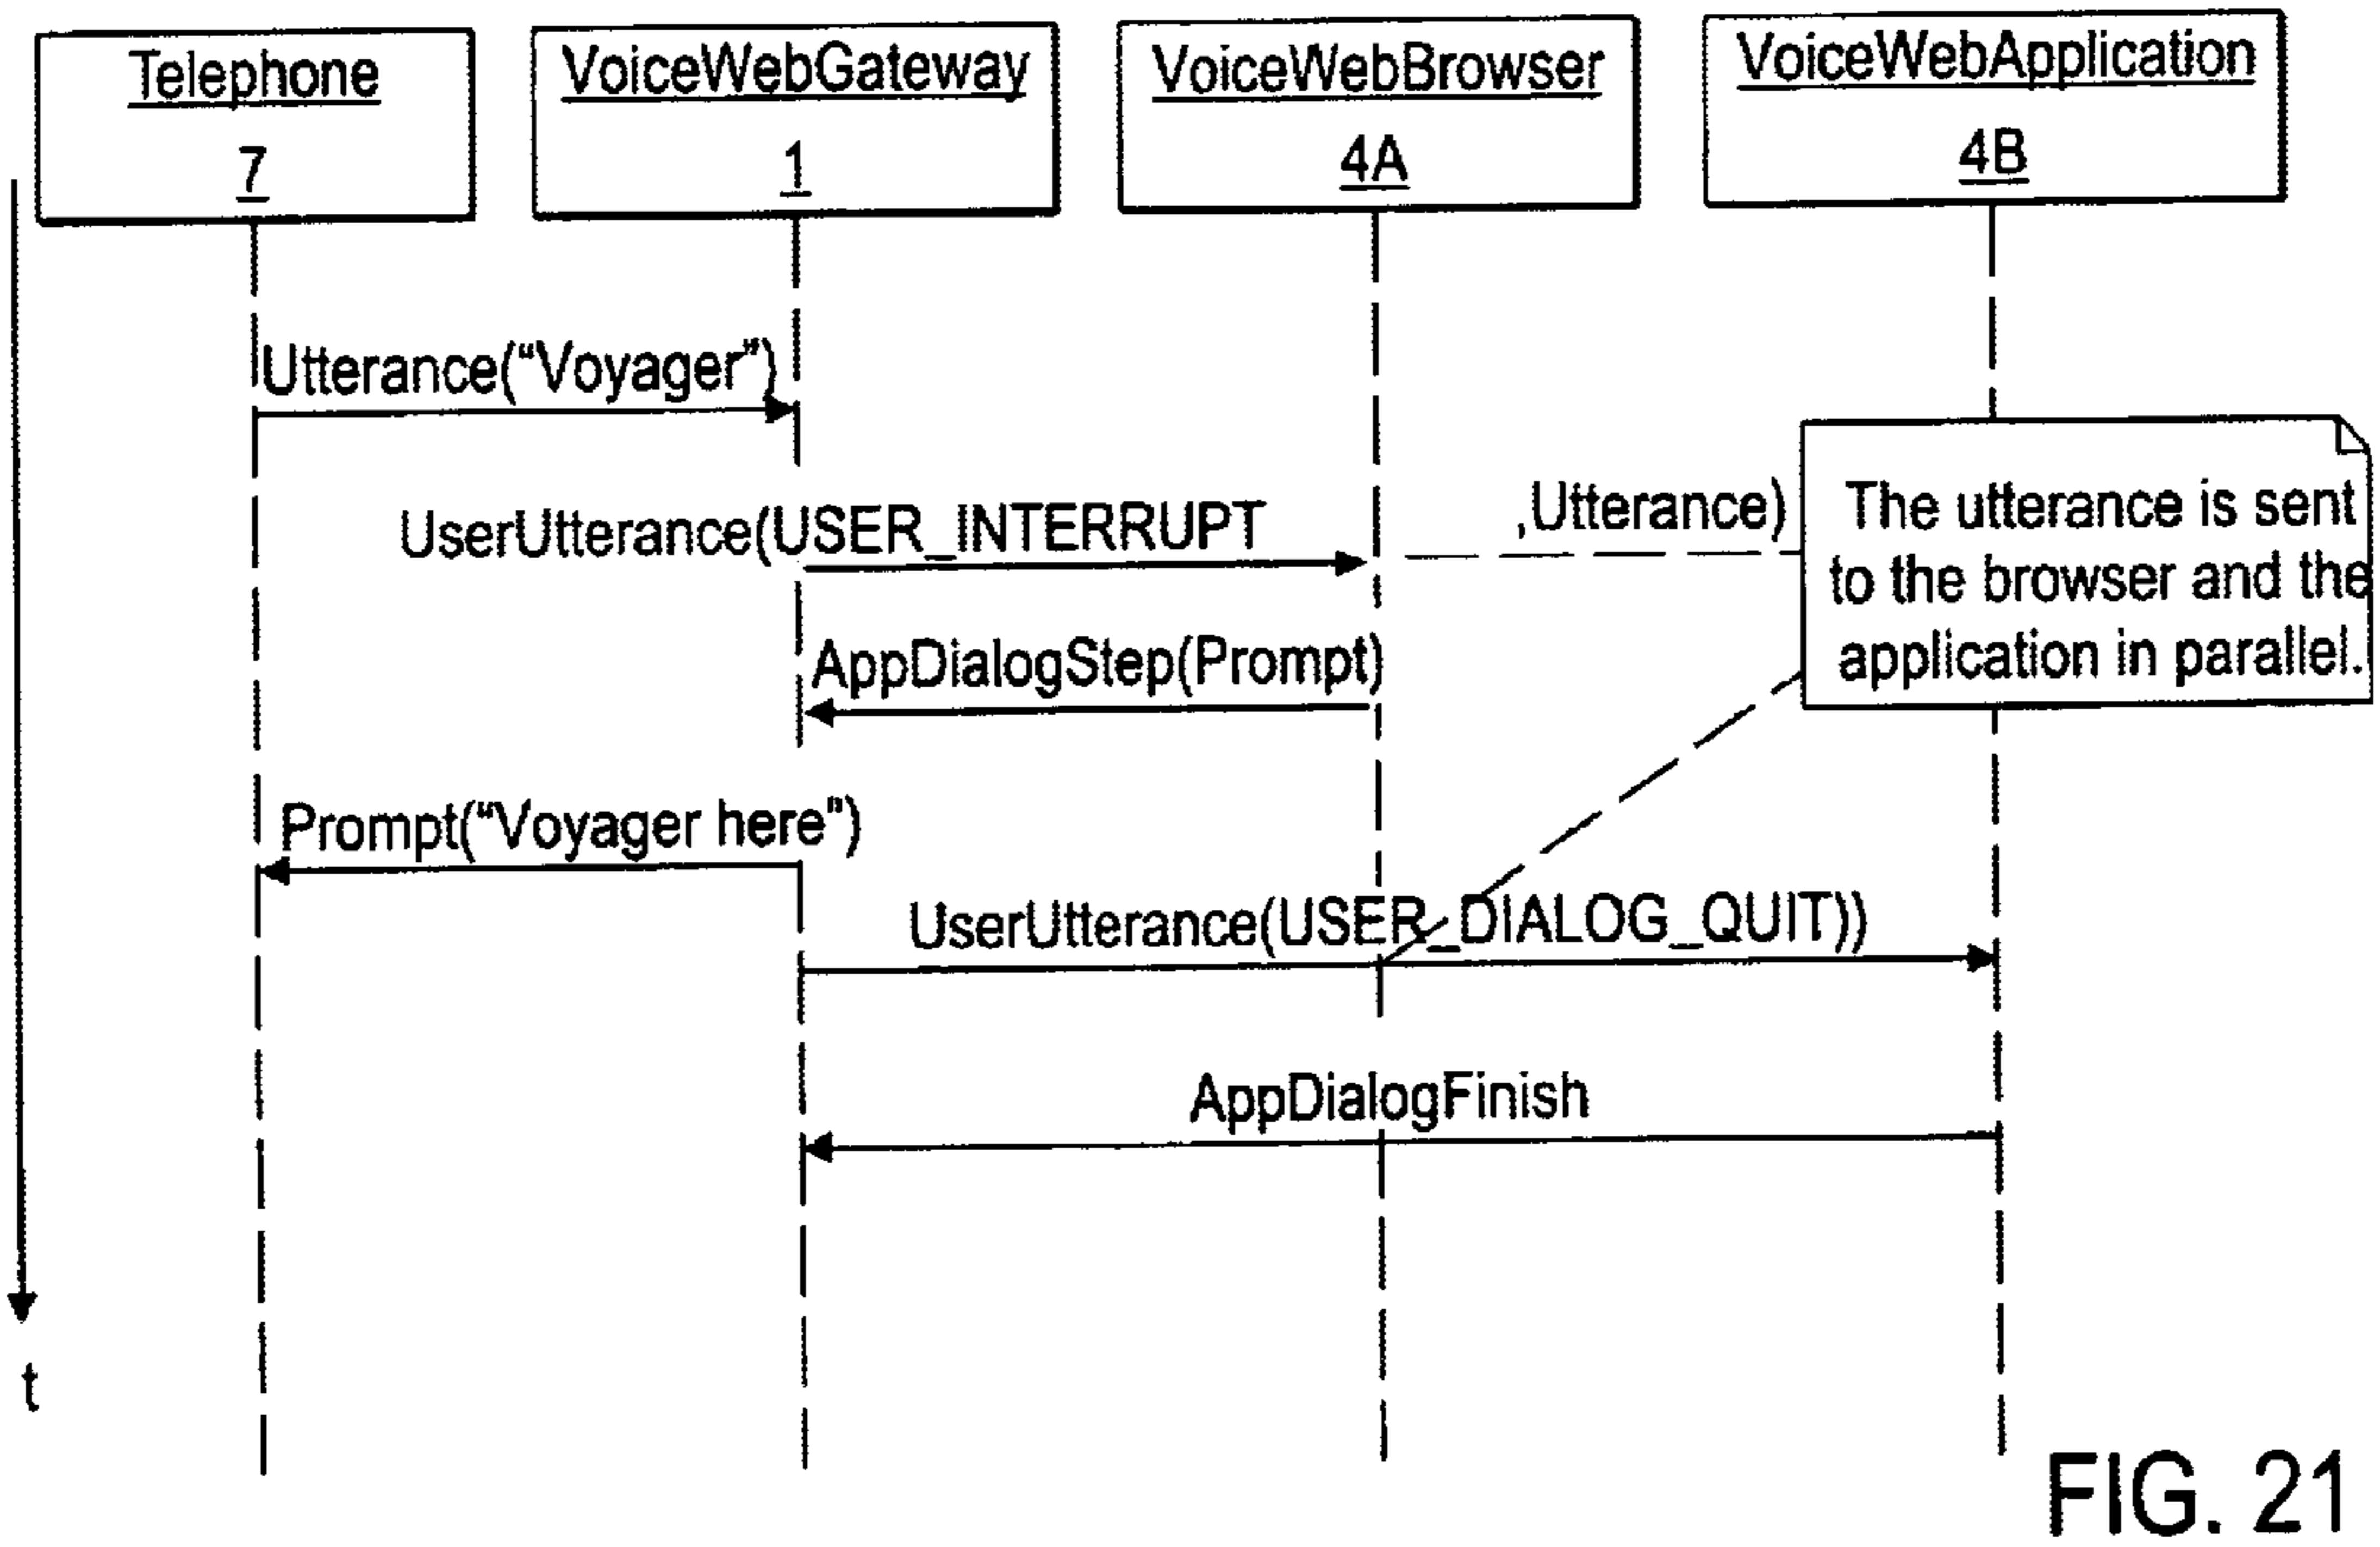 Telephone
7
VoiceWebGateway
1
VoiceWebBrowser
4A
VoiceWebApplication
4B
Utterance(“Voyager”)
UserUtterance(USER_INTERRUPT ,Utterance)
The utterance is sent
to the browser and the
application in parallel.
AppDialogStep(Prompt)
Prompt(“Voyager here”)
UserUtterance(USER_DIALOG_QUIT))
AppDialogFinish
t
FIG. 21